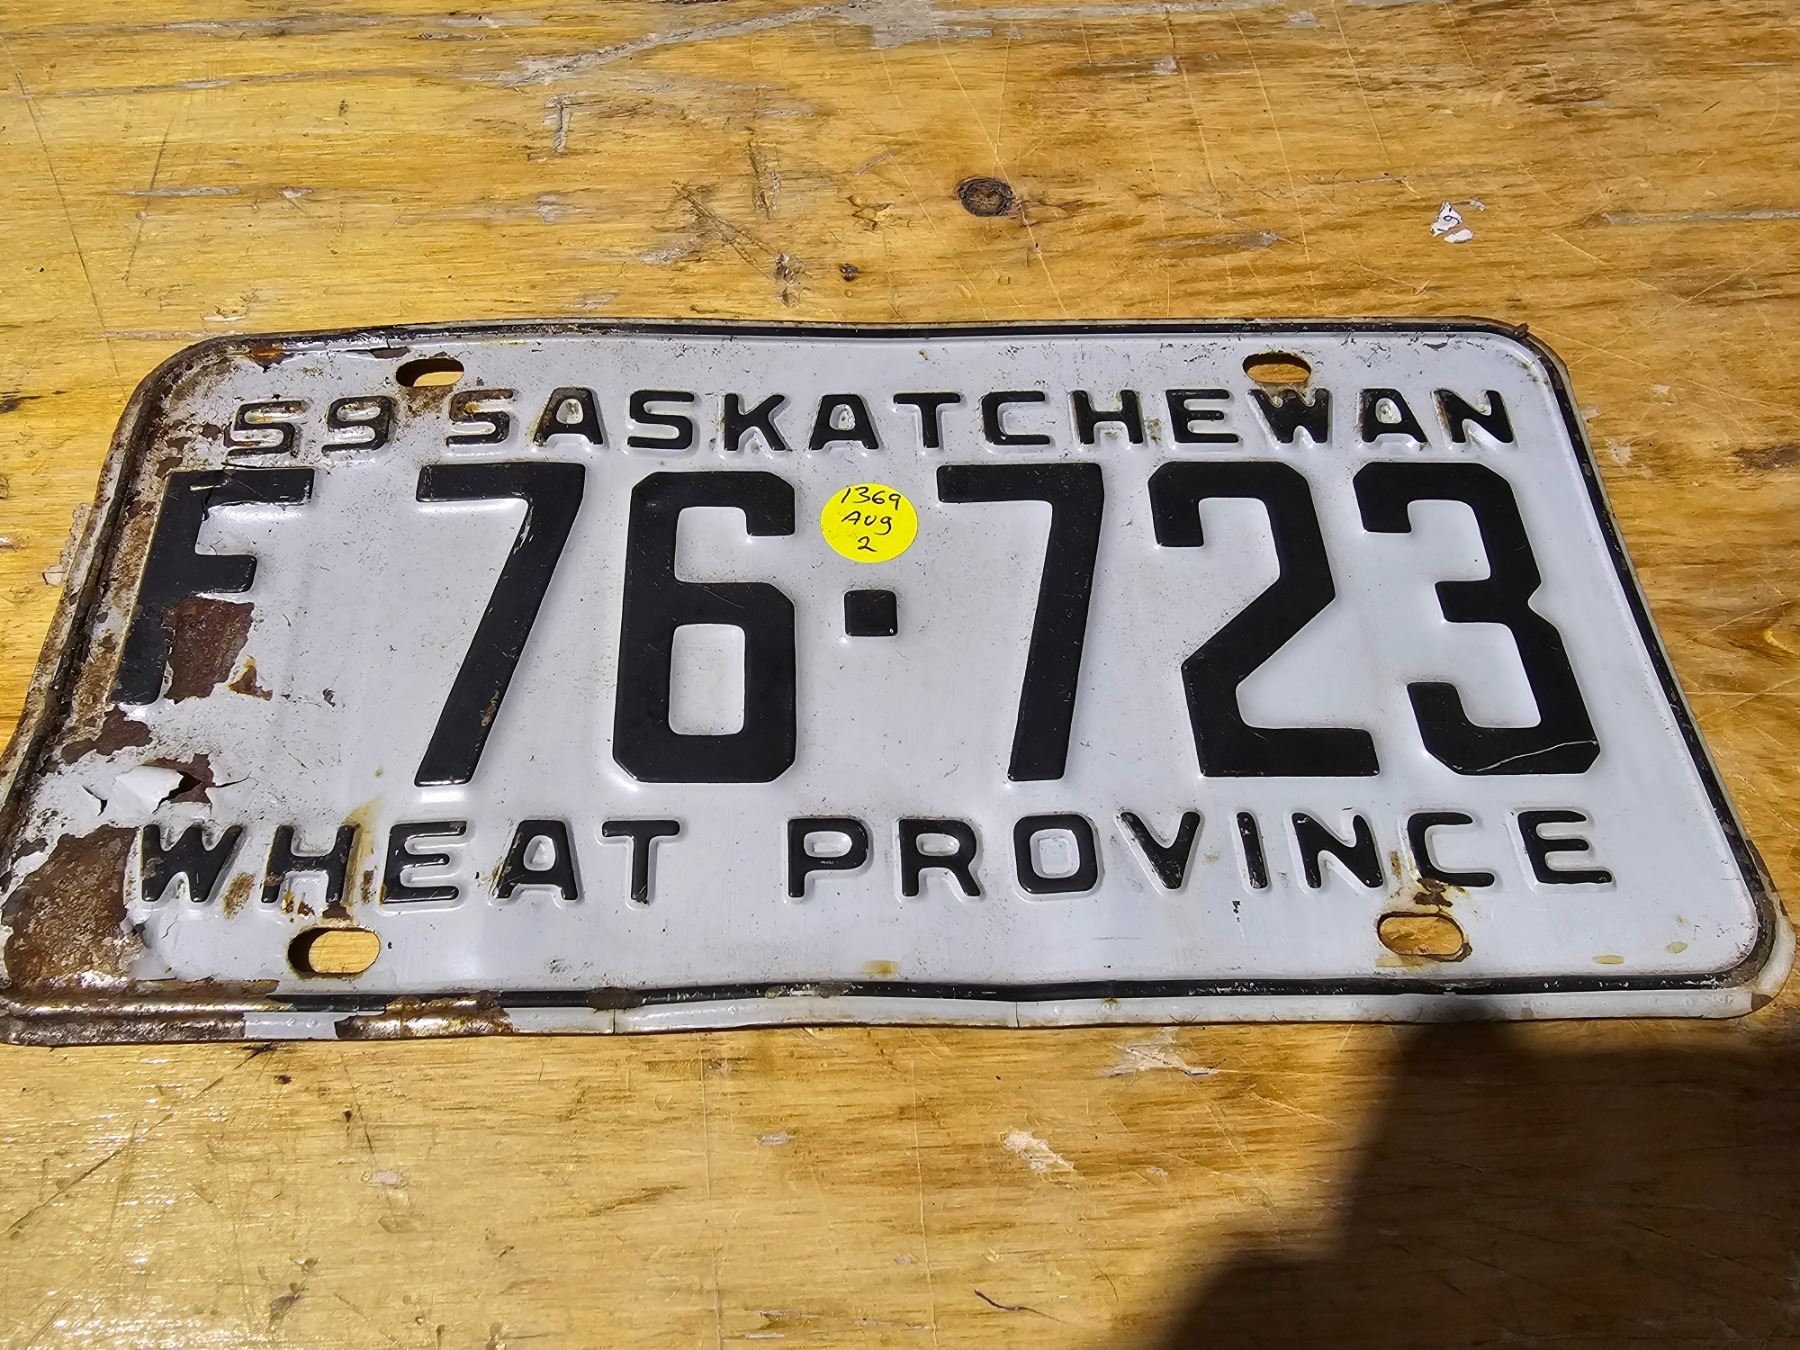 59 SASKATCHEWAN
F 76·723
1369
Aug
2
WHEAT PROVINCE